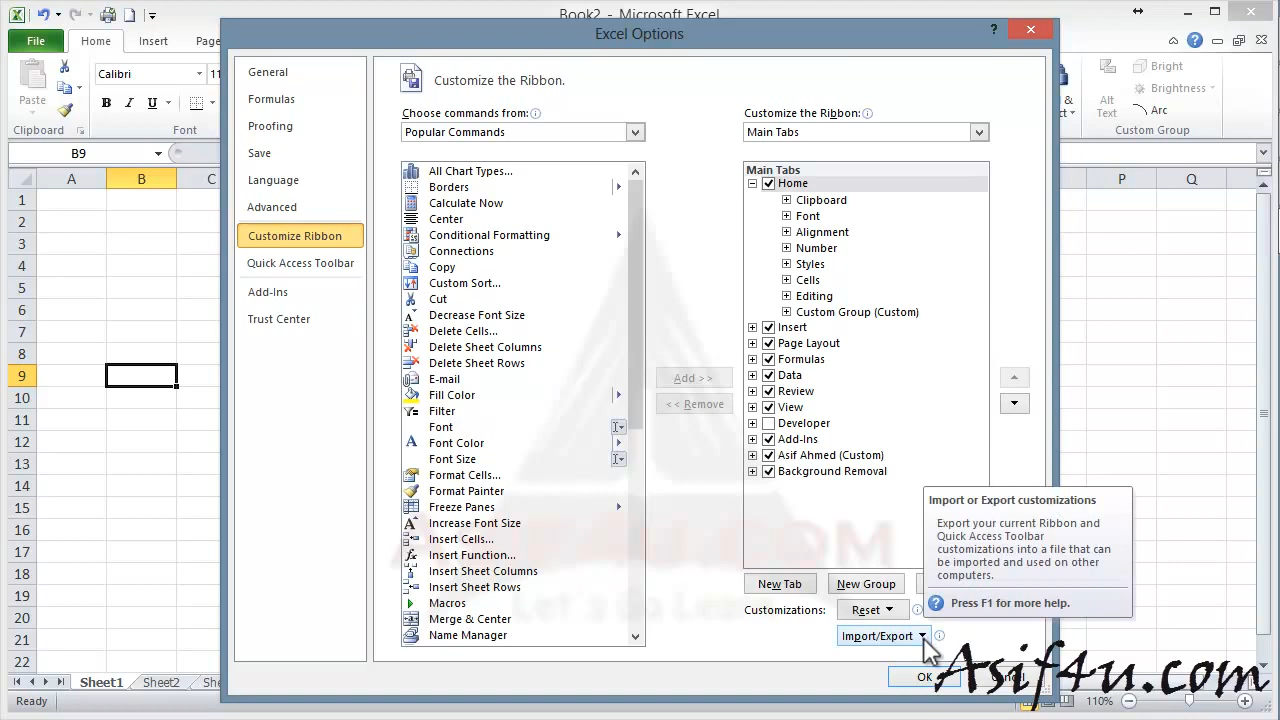 Book2 - Microsoft Excel
Excel Options
File
Home
Insert
Calibri
11
Paste
B I U
Clipboard
Font
Alt Text
Bright
Brightness
Arc
Custom Group
B9
A B C P Q
1
2
3
4
5
6
7
8
9
10
11
12
13
14
15
16
17
18
19
20
21
22
General
Formulas
Proofing
Save
Language
Advanced
Customize Ribbon
Quick Access Toolbar
Add-Ins
Trust Center
Customize the Ribbon.
Choose commands from:
Popular Commands
All Chart Types...
Borders
Calculate Now
Center
Conditional Formatting
Connections
Copy
Custom Sort...
Cut
Decrease Font Size
Delete Cells...
Delete Sheet Columns
Delete Sheet Rows
E-mail
Fill Color
Filter
Font
Font Color
Font Size
Format Cells...
Format Painter
Freeze Panes
Increase Font Size
Insert Cells...
Insert Function...
Insert Sheet Columns
Insert Sheet Rows
Macros
Merge & Center
Name Manager
Add >>
<< Remove
Customize the Ribbon:
Main Tabs
Main Tabs
Home
Clipboard
Font
Alignment
Number
Styles
Cells
Editing
Custom Group (Custom)
Insert
Page Layout
Formulas
Data
Review
View
Developer
Add-Ins
Asif Ahmed (Custom)
Background Removal
New Tab
New Group
Customizations:
Reset
Import/Export
Import or Export customizations
Export your current Ribbon and
Quick Access Toolbar
customizations into a file that can
be imported and used on other
computers.
Press F1 for more help.
OK
Asif4u.com
Sheet1 Sheet2
Ready
110%